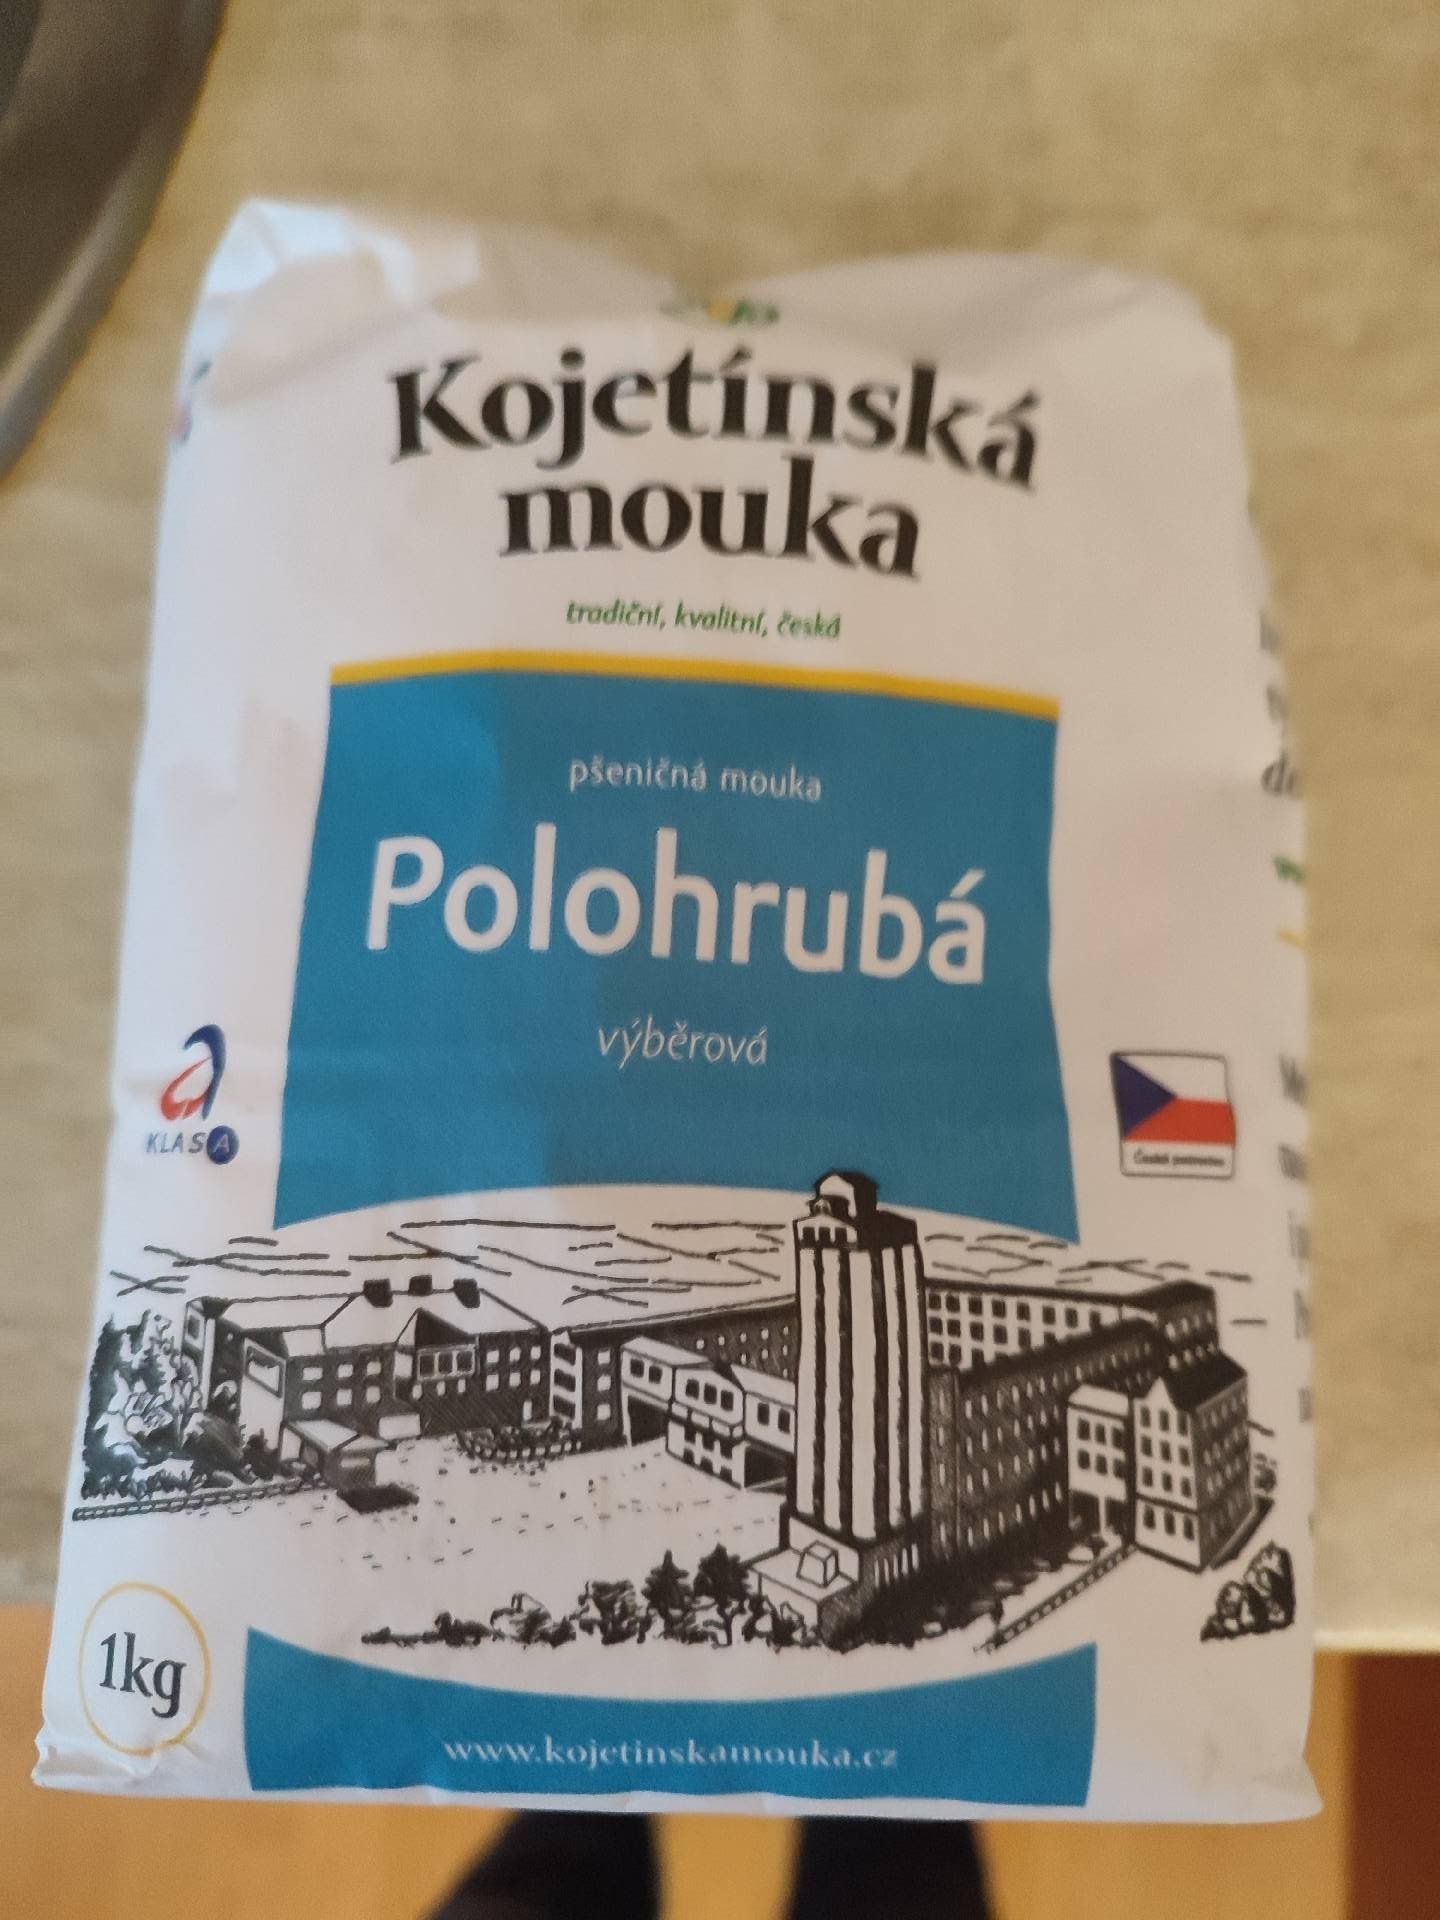 Kojetínská
mouka
tradiční, kvalitní, česká
pšeničná mouka
Polohrubá
výběrová
KLASA
1kg
www.kojetinskamouka.cz